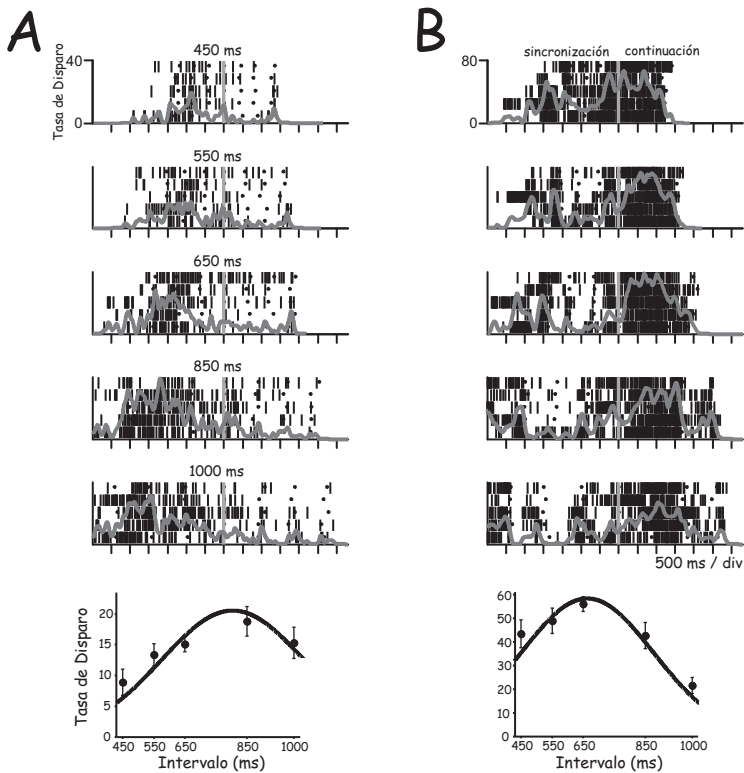 A
B
450 ms
sincronización continuación
40
0
Tasa de Disparo
80
0
550 ms
650 ms
850 ms
1000 ms
500 ms / div
Tasa de Disparo
20
15
10
5
0
450 550 650 850 1000
Intervalo (ms)
60
50
40
30
20
10
0
450 550 650 850 1000
Intervalo (ms)